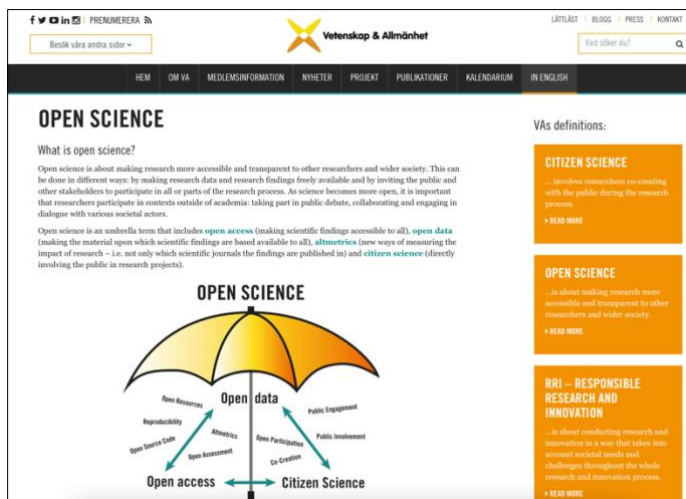 PRENUMERERA
LÄTTLÄST BLOGG PRESS KONTAKT
Besök våra andra sidor
Vetenskap & Allmänhet
Vad söker du?
HEM OM VA MEDLEMSINFORMATION NYHETER PROJEKT PUBLIKATIONER KALENDARIUM IN ENGLISH
OPEN SCIENCE
What is open science?
Open science is about making research more accessible and transparent to other researchers and wider society. This can
be done in different ways: by making research data and research findings freely available and by inviting the public and
other stakeholders to participate in all or parts of the research process. As science becomes more open, it is important
that researchers participate in contexts outside of academia: taking part in public debate, collaborating and engaging in
dialogue with various societal actors.
Open science is an umbrella term that includes open access (making scientific findings accessible to all), open data
(making the material upon which scientific findings are based available to all), altmetrics (new ways of measuring the
impact of research – i.e. not only which scientific journals the findings are published in) and citizen science (directly
involving the public in research projects).
OPEN SCIENCE
Open data
Open Resources
Reproducibility
Open Source Code
Altmetrics
Open Assessment
Public Engagement
Open Participation
Public Involvement
Co-Creation
Open access
Citizen Science
VAs definitions:
CITIZEN SCIENCE
... involves researchers co-creating
with the public during the research
process.
READ MORE
OPEN SCIENCE
...is about making research more
accessible and transparent to other
researchers and wider society.
READ MORE
RRI – RESPONSIBLE
RESEARCH AND
INNOVATION
...is about conducting research and
innovation in a way that takes into
account societal needs and
challenges throughout the whole
research and innovation process.
READ MORE